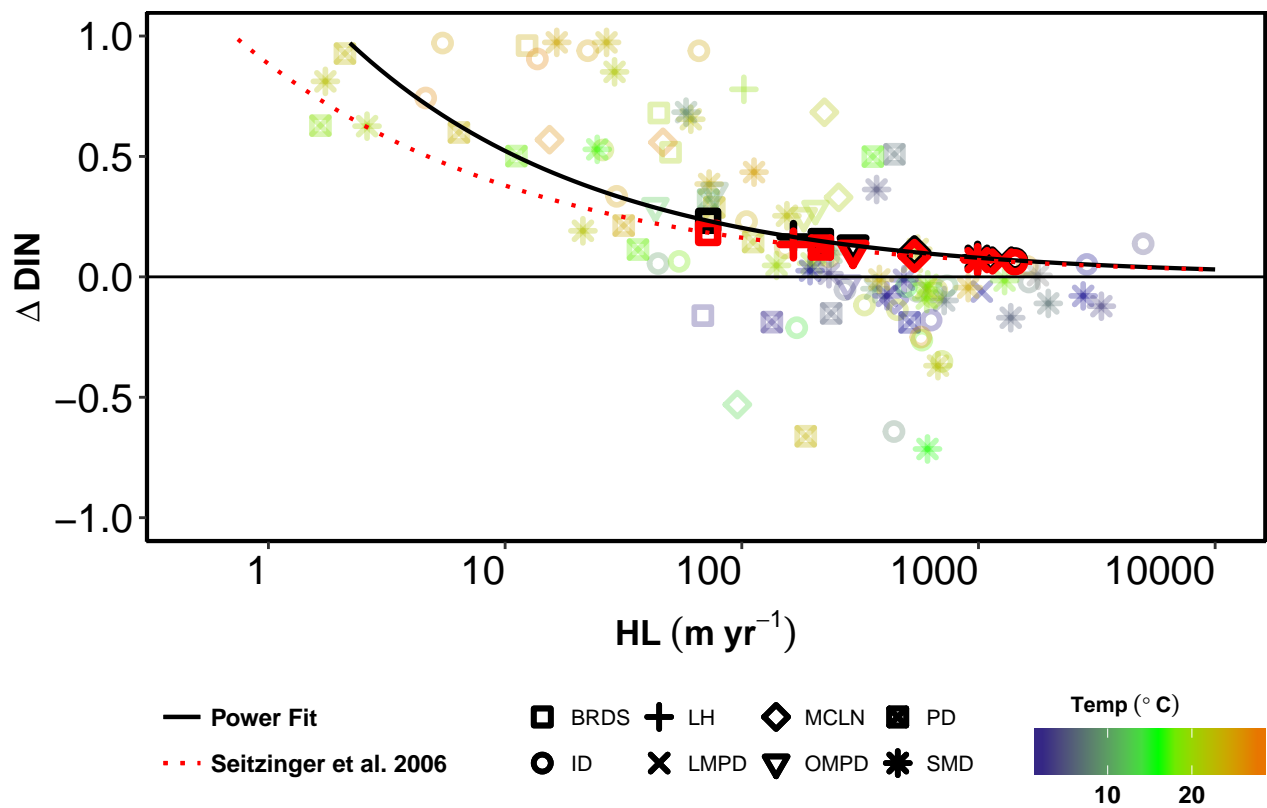 1.0
0.5
0.0
−0.5
−1.0
Δ DIN
1 10 100 1000 10000
HL (m yr−1)
Power Fit
Seitzinger et al. 2006
BRDS LH MCLN PD
ID LMPD OMPD SMD
Temp (° C)
10 20